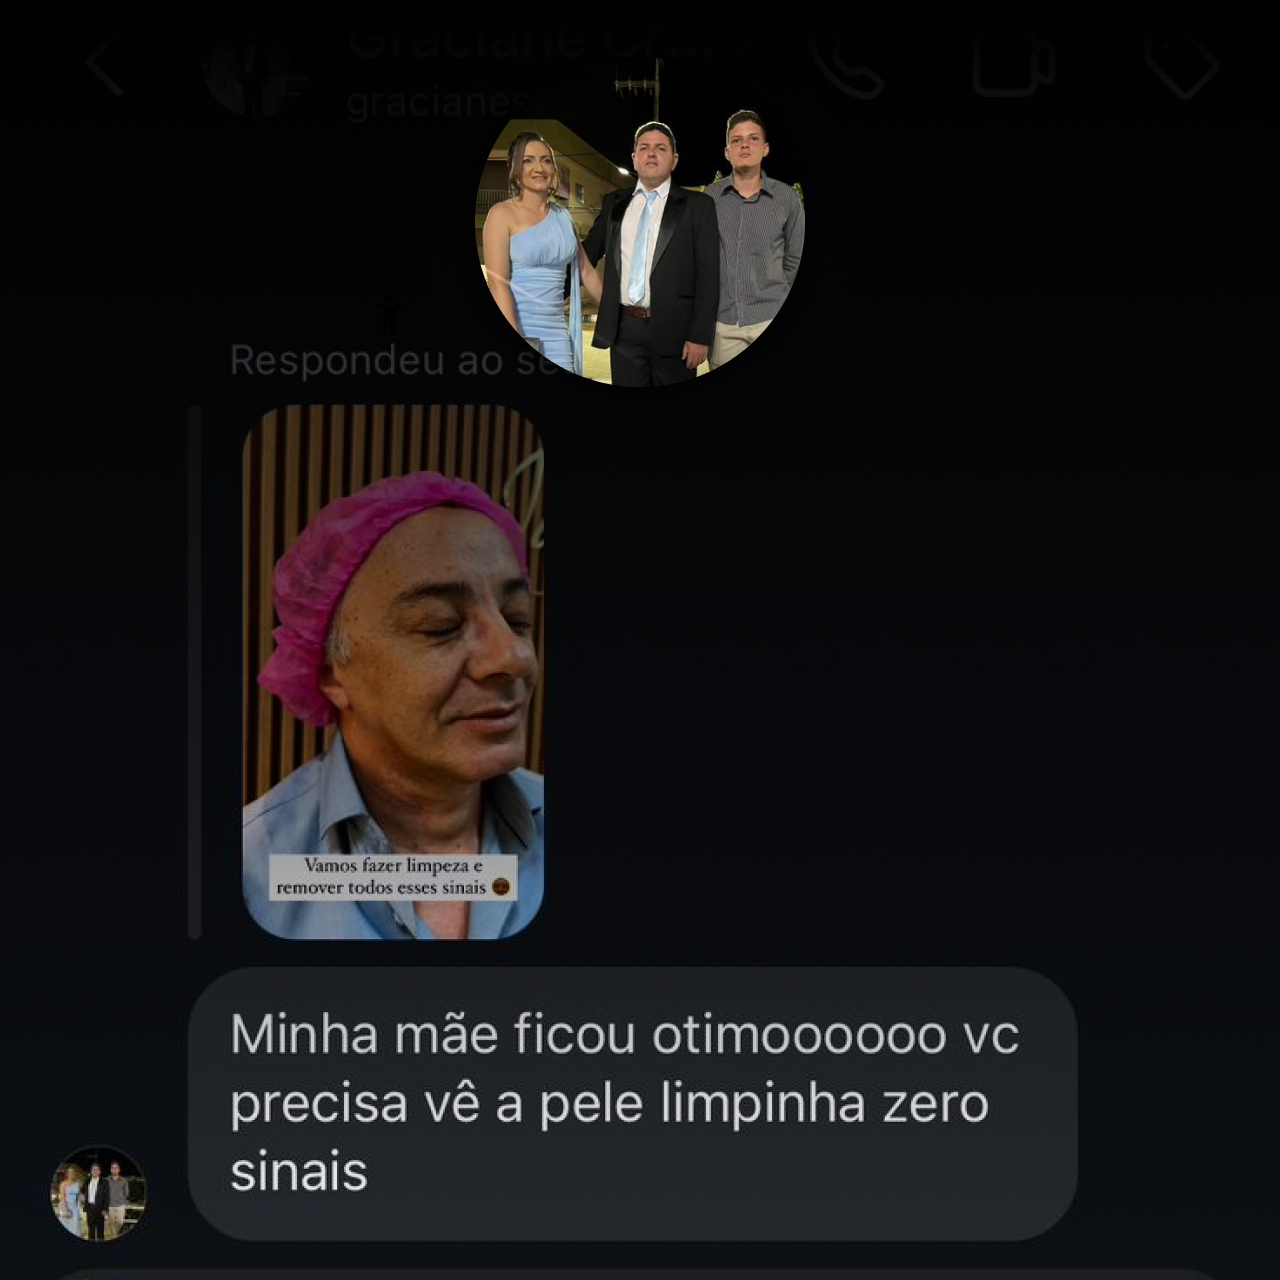 Graciane Cr...
gracianes
Respondeu ao se
Vamos fazer limpeza e
remover todos esses sinais 😍
Minha mãe ficou otimoooooo vc
precisa vê a pele limpinha zero
sinais